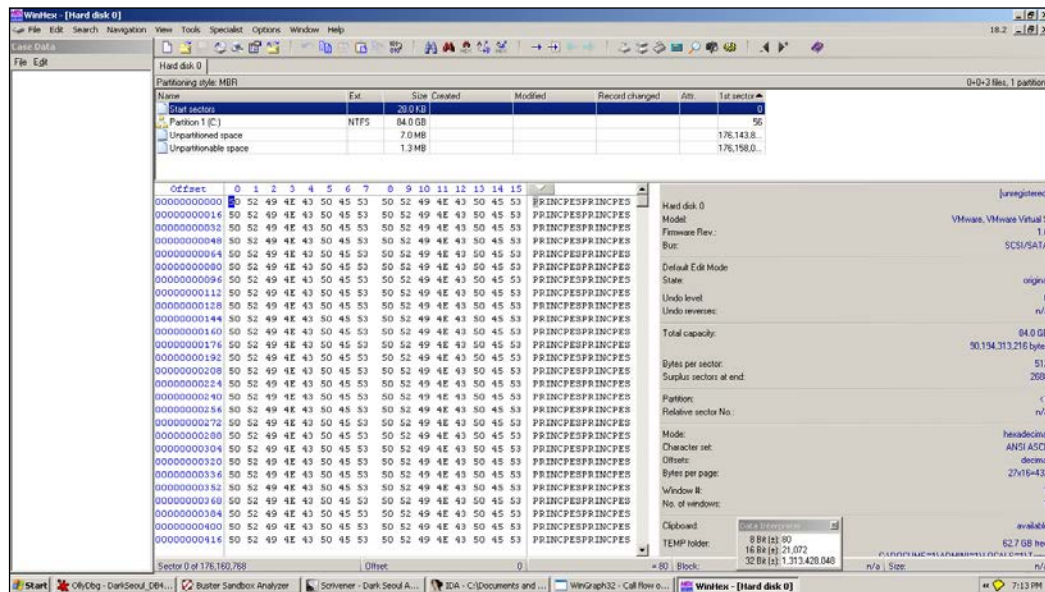 WinHex - [Hard disk 0]
File Edit Search Navigation View Tools Specialist Options Window Help 18.2
Case Data
File Edit
Hard disk 0
Partitioning style: MBR 0+0+3 files, 1 partition
Name Ext. Size Created Modified Record changed Attr. 1st sector
Start sectors 28.0 KB 0
Partition 1 (C:) NTFS 84.0 GB 56
Unpartitioned space 7.0 MB 176,143,8...
Unpartitionable space 1.3 MB 176,158,0...
Offset 0 1 2 3 4 5 6 7 8 9 10 11 12 13 14 15
00000000000 50 52 49 4E 43 50 45 53 50 52 49 4E 43 50 45 53 PRINCPESPRINCPES
00000000016 50 52 49 4E 43 50 45 53 50 52 49 4E 43 50 45 53 PRINCPESPRINCPES
00000000032 50 52 49 4E 43 50 45 53 50 52 49 4E 43 50 45 53 PRINCPESPRINCPES
00000000048 50 52 49 4E 43 50 45 53 50 52 49 4E 43 50 45 53 PRINCPESPRINCPES
00000000064 50 52 49 4E 43 50 45 53 50 52 49 4E 43 50 45 53 PRINCPESPRINCPES
00000000080 50 52 49 4E 43 50 45 53 50 52 49 4E 43 50 45 53 PRINCPESPRINCPES
00000000096 50 52 49 4E 43 50 45 53 50 52 49 4E 43 50 45 53 PRINCPESPRINCPES
00000000112 50 52 49 4E 43 50 45 53 50 52 49 4E 43 50 45 53 PRINCPESPRINCPES
00000000128 50 52 49 4E 43 50 45 53 50 52 49 4E 43 50 45 53 PRINCPESPRINCPES
00000000144 50 52 49 4E 43 50 45 53 50 52 49 4E 43 50 45 53 PRINCPESPRINCPES
00000000160 50 52 49 4E 43 50 45 53 50 52 49 4E 43 50 45 53 PRINCPESPRINCPES
00000000176 50 52 49 4E 43 50 45 53 50 52 49 4E 43 50 45 53 PRINCPESPRINCPES
00000000192 50 52 49 4E 43 50 45 53 50 52 49 4E 43 50 45 53 PRINCPESPRINCPES
00000000208 50 52 49 4E 43 50 45 53 50 52 49 4E 43 50 45 53 PRINCPESPRINCPES
00000000224 50 52 49 4E 43 50 45 53 50 52 49 4E 43 50 45 53 PRINCPESPRINCPES
00000000240 50 52 49 4E 43 50 45 53 50 52 49 4E 43 50 45 53 PRINCPESPRINCPES
00000000256 50 52 49 4E 43 50 45 53 50 52 49 4E 43 50 45 53 PRINCPESPRINCPES
00000000272 50 52 49 4E 43 50 45 53 50 52 49 4E 43 50 45 53 PRINCPESPRINCPES
00000000288 50 52 49 4E 43 50 45 53 50 52 49 4E 43 50 45 53 PRINCPESPRINCPES
00000000304 50 52 49 4E 43 50 45 53 50 52 49 4E 43 50 45 53 PRINCPESPRINCPES
00000000320 50 52 49 4E 43 50 45 53 50 52 49 4E 43 50 45 53 PRINCPESPRINCPES
00000000336 50 52 49 4E 43 50 45 53 50 52 49 4E 43 50 45 53 PRINCPESPRINCPES
00000000352 50 52 49 4E 43 50 45 53 50 52 49 4E 43 50 45 53 PRINCPESPRINCPES
00000000368 50 52 49 4E 43 50 45 53 50 52 49 4E 43 50 45 53 PRINCPESPRINCPES
00000000384 50 52 49 4E 43 50 45 53 50 52 49 4E 43 50 45 53 PRINCPESPRINCPES
00000000400 50 52 49 4E 43 50 45 53 50 52 49 4E 43 50 45 53 PRINCPESPRINCPES
00000000416 50 52 49 4E 43 50 45 53 50 52 49 4E 43 50 45 53 PRINCPESPRINCPES
[unregistered
Hard disk 0
Model: VMware, VMware Virtual S
Firmware Rev.: 1.
Bus: SCSI/SATA
Default Edit Mode
State: origina
Undo level:
Undo reverses: n/
Total capacity: 84.0 GB
90,194,313,216 byte
Bytes per sector: 512
Surplus sectors at end: 268
Partition:
Relative sector No.: n/
Mode: hexadecima
Character set: ANSI ASCI
Offsets: decima
Bytes per page: 27x16=43
Window #:
No. of windows:
Clipboard: availabl
TEMP folder: 62.7 GB fre
Data Interpreter
8 Bit (±): 80
16 Bit (±): 21,072
32 Bit (±): 1,313,428,048
Sector 0 of 176,160,768 Offset: 0 = 80 Block: n/a Size: n/
Start OllyDbg - DarkSeoul_DB4... Buster Sandbox Analyzer Scrivener - Dark Seoul A... IDA - C:\Documents and ... WinGraph32 - Call flow o... WinHex - [Hard disk 0] 7:13 PM